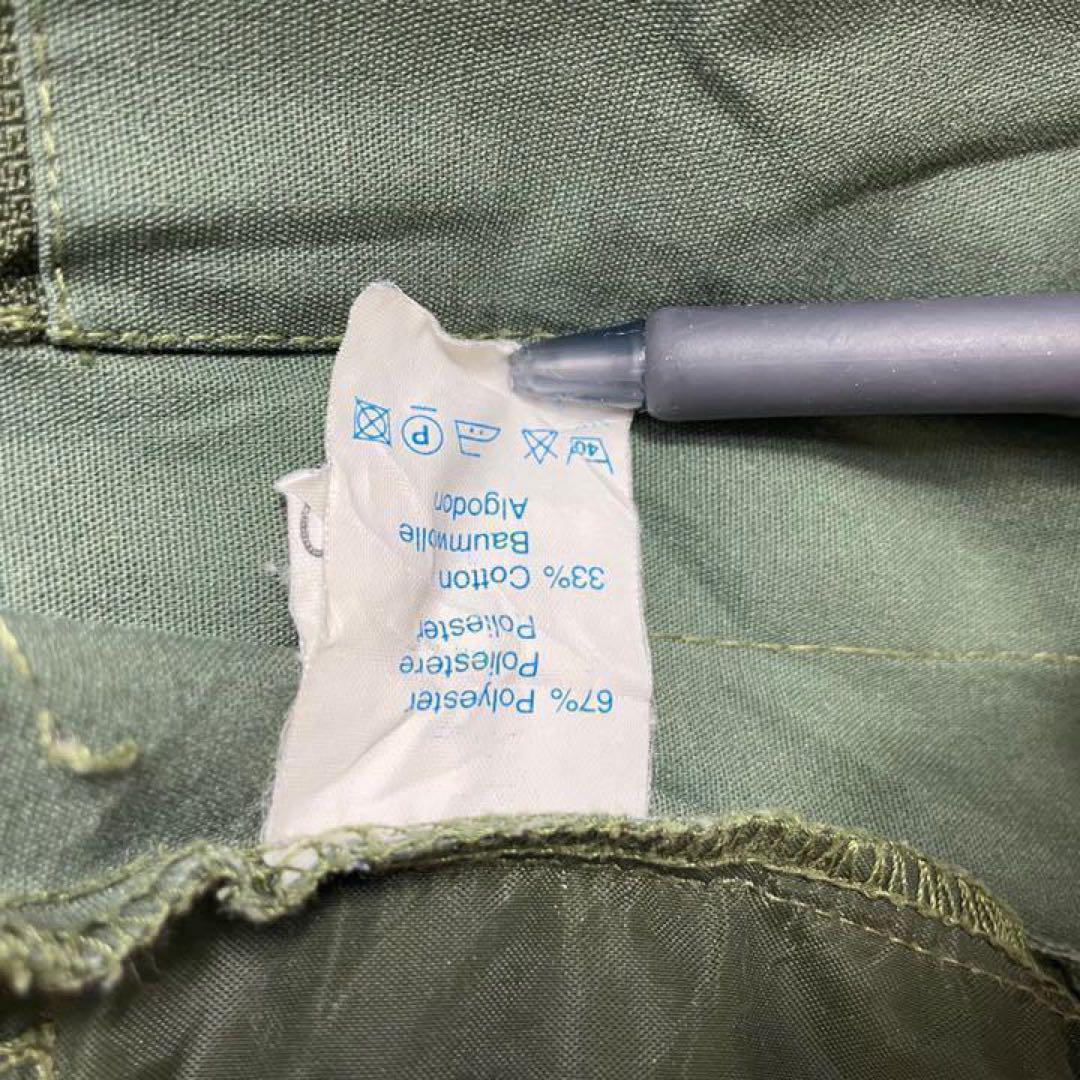 67% Polyester
Poliestere
Poliester
33% Cotton
Baumwolle
Algodon
40 P